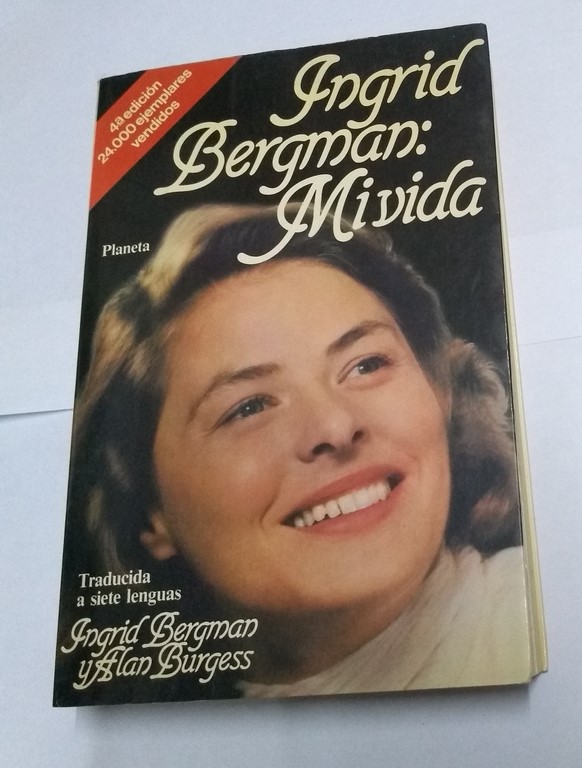 4ª edición
24.000 ejemplares
vendidos
Ingrid
Bergman:
Mi vida
Planeta
Traducida
a siete lenguas
Ingrid Bergman
y Alan Burgess